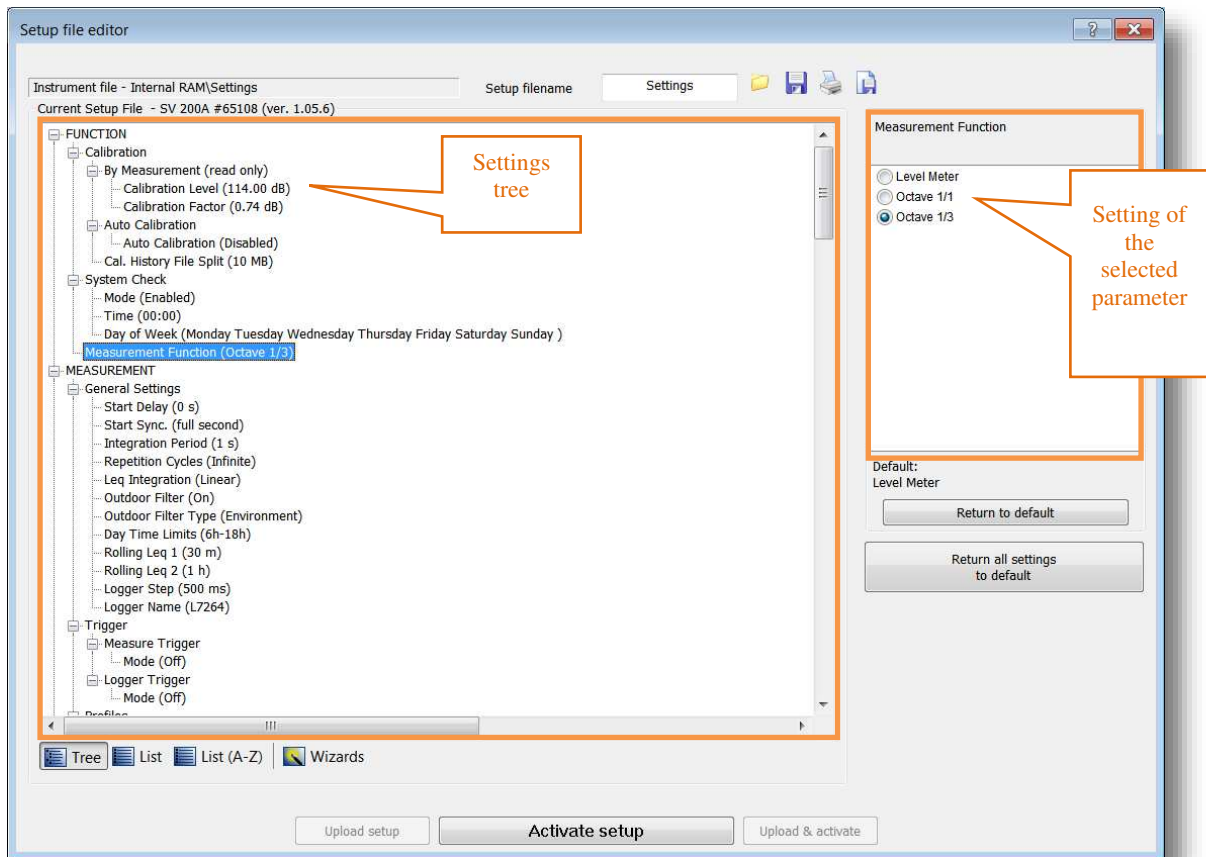 Setup file editor
Instrument file - Internal RAM\Settings
Setup filename
Settings
Current Setup File - SV 200A #65108 (ver. 1.05.6)
FUNCTION
Calibration
By Measurement (read only)
Calibration Level (114.00 dB)
Calibration Factor (0.74 dB)
Auto Calibration
Auto Calibration (Disabled)
Cal. History File Split (10 MB)
System Check
Mode (Enabled)
Time (00:00)
Day of Week (Monday Tuesday Wednesday Thursday Friday Saturday Sunday )
Measurement Function (Octave 1/3)
MEASUREMENT
General Settings
Start Delay (0 s)
Start Sync. (full second)
Integration Period (1 s)
Repetition Cycles (Infinite)
Leq Integration (Linear)
Outdoor Filter (On)
Outdoor Filter Type (Environment)
Day Time Limits (6h-18h)
Rolling Leq 1 (30 m)
Rolling Leq 2 (1 h)
Logger Step (500 ms)
Logger Name (L7264)
Trigger
Measure Trigger
Mode (Off)
Logger Trigger
Mode (Off)
Profiles
Settings
tree
Measurement Function
Level Meter
Octave 1/1
Octave 1/3
Setting of
the
selected
parameter
Default:
Level Meter
Return to default
Return all settings
to default
Tree
List
List (A-Z)
Wizards
Upload setup
Activate setup
Upload & activate